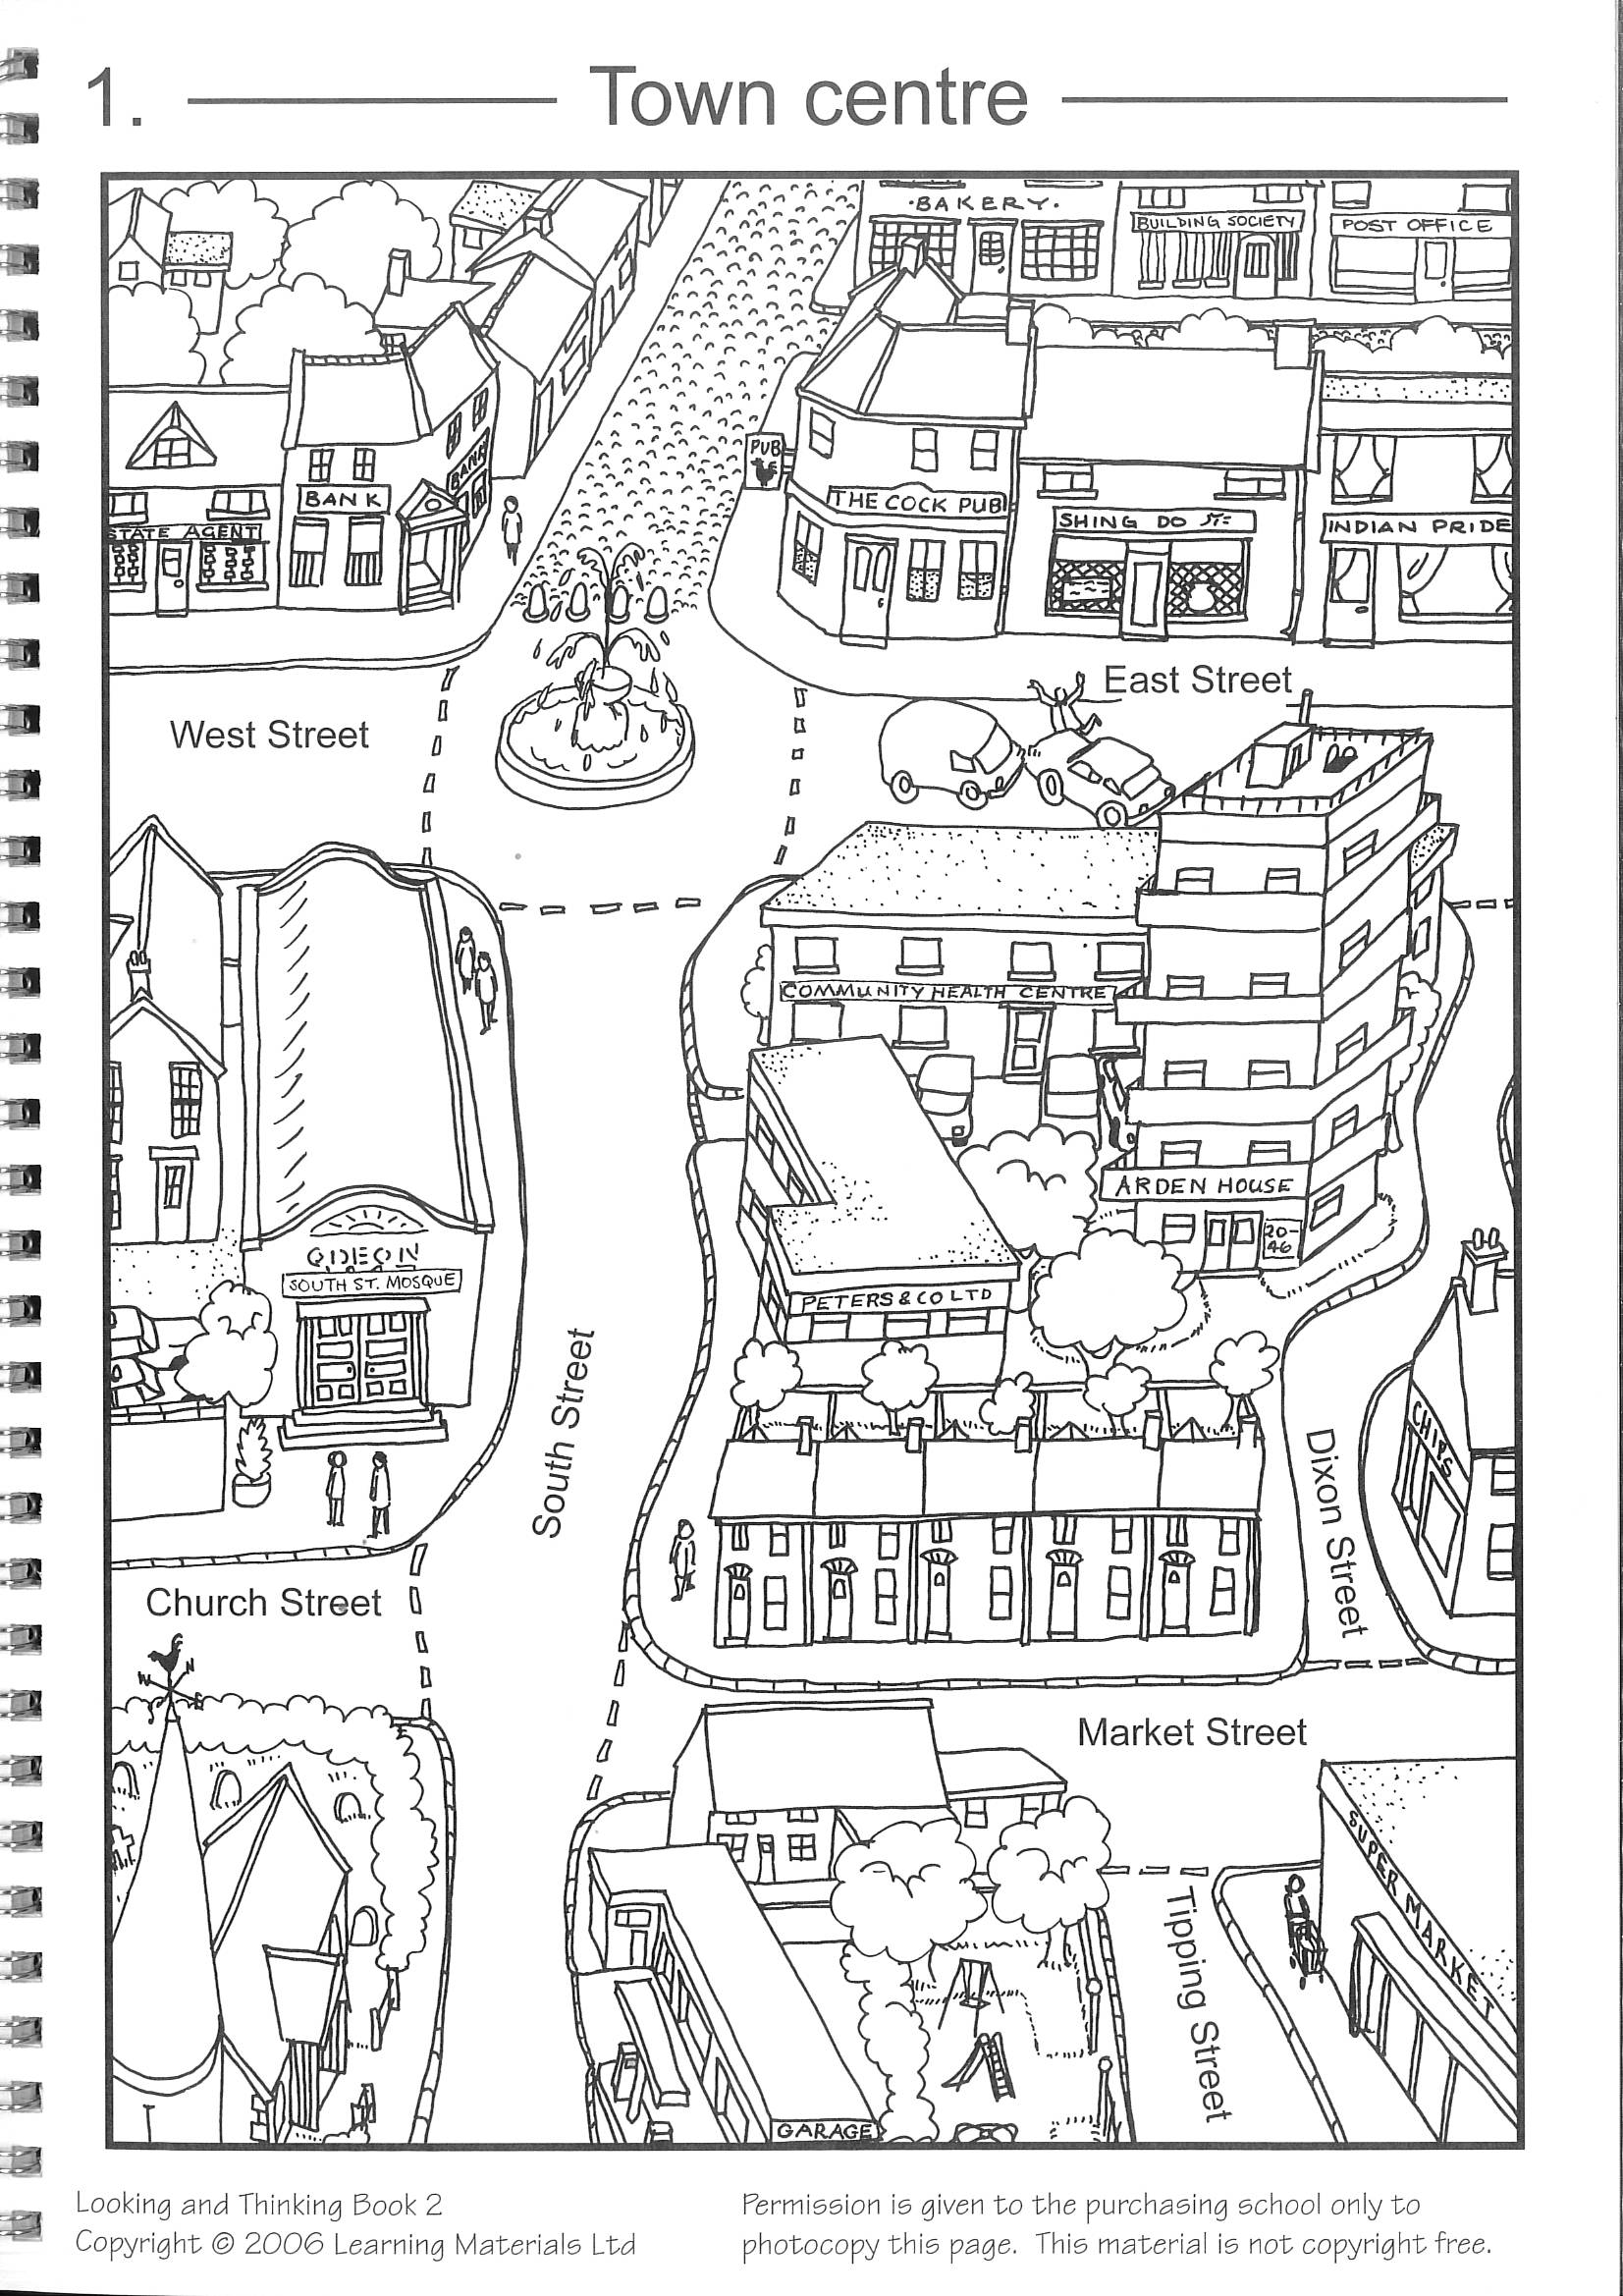 1.
Town centre
·BAKERY·
BUILDING SOCIETY
POST OFFICE
PUB
BANK
BANK
THE COCK PUB
SHING DO
INDIAN PRIDE
STATE AGENT
East Street
West Street
COMMUNITY HEALTH CENTRE
ARDEN HOUSE
20-
46
ODEON
SOUTH ST. MOSQUE
PETERS & CO LTD
South Street
CHIPS
Dixon Street
Church Street
N
E
Market Street
SUPERMARKET
Tipping Street
GARAGE
Looking and Thinking Book 2
Copyright © 2006 Learning Materials Ltd
Permission is given to the purchasing school only to
photocopy this page. This material is not copyright free.